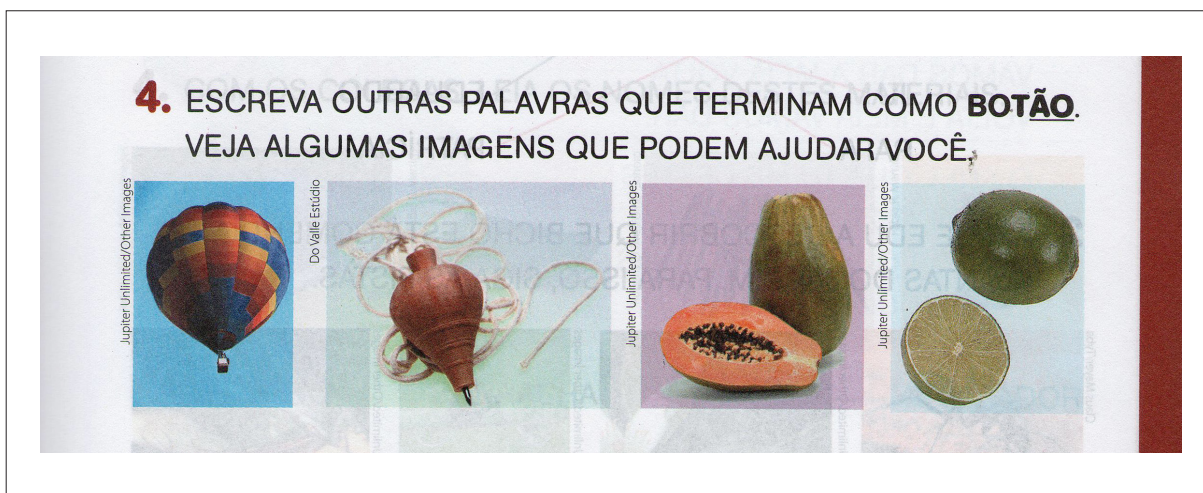 4. ESCREVA OUTRAS PALAVRAS QUE TERMINAM COMO BOTÃO.
VEJA ALGUMAS IMAGENS QUE PODEM AJUDAR VOCÊ.
Jupiter Unlimited/Other Images
Do Valle Estúdio
Jupiter Unlimited/Other Images
Jupiter Unlimited/Other Images